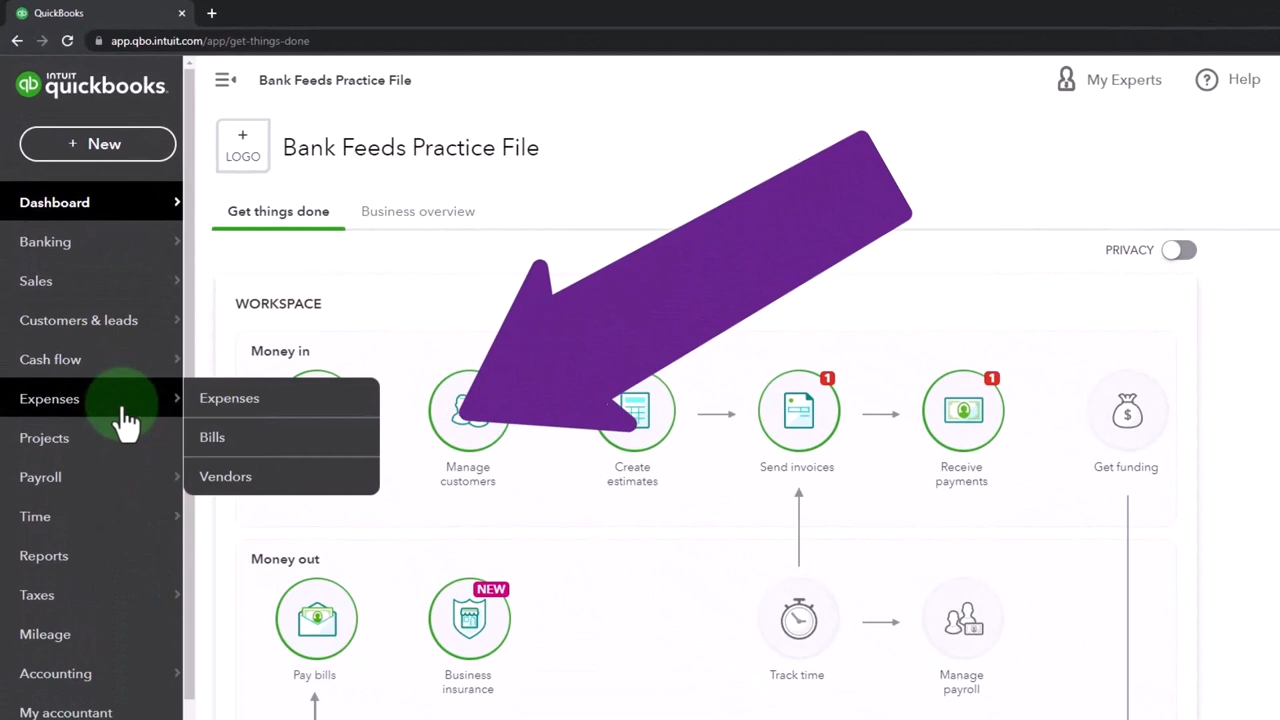 QuickBooks
app.qbo.intuit.com/app/get-things-done
INTUIT
quickbooks.
Bank Feeds Practice File
My Experts
? Help
+ New
+
LOGO
Bank Feeds Practice File
Dashboard
Banking
Sales
Customers & leads
Cash flow
Expenses
Projects
Payroll
Time
Reports
Taxes
Mileage
Accounting
My accountant
Expenses
Bills
Vendors
Get things done
Business overview
PRIVACY
WORKSPACE
Money in
Manage
customers
Create
estimates
1
Send invoices
1
Receive
payments
$
Get funding
Money out
Pay bills
NEW
Business
insurance
Track time
Manage
payroll